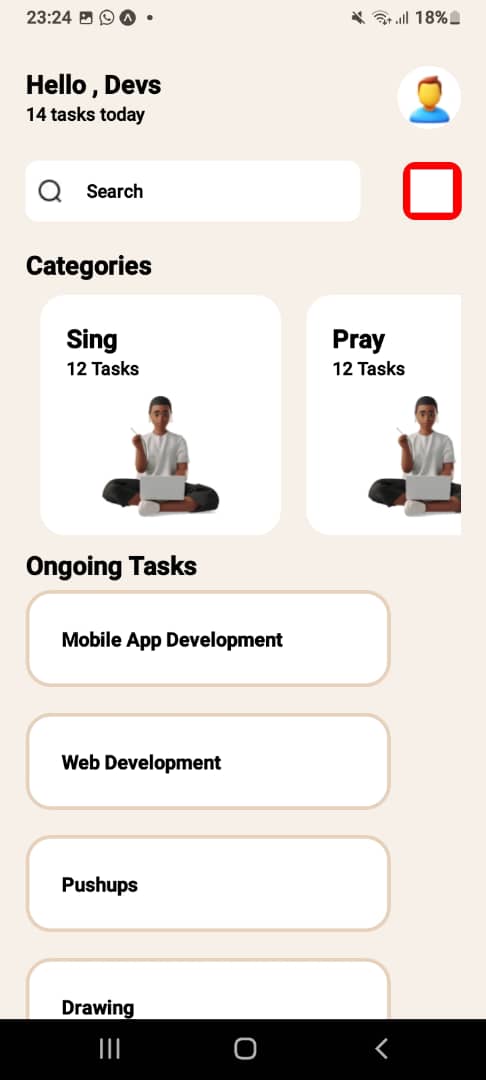 23:24
18%
Hello , Devs
14 tasks today
Search
Categories
Sing
12 Tasks
Pray
12 Tasks
Ongoing Tasks
Mobile App Development
Web Development
Pushups
Drawing